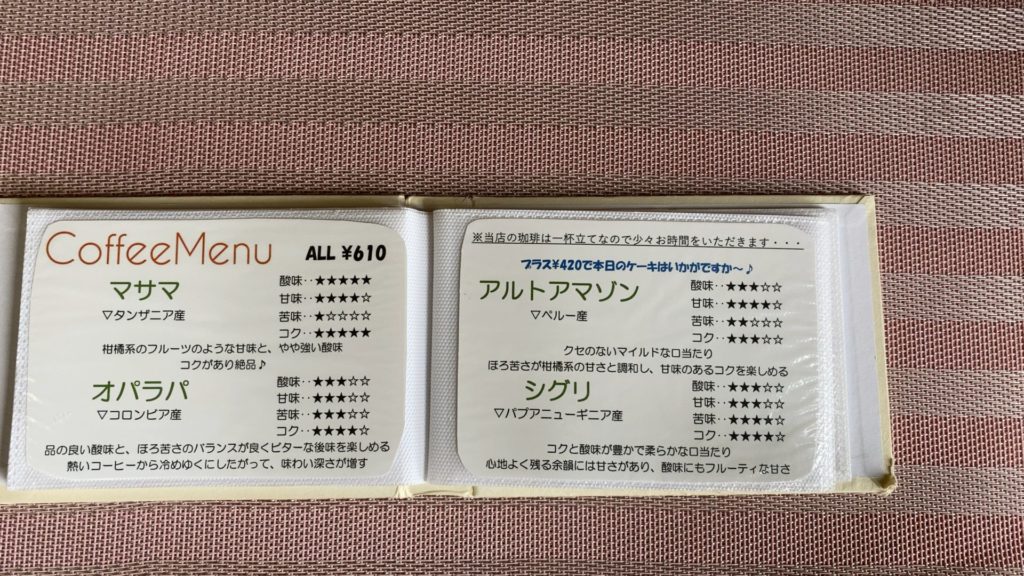 CoffeeMenu ALL ¥610
マサマ
▽タンザニア産
酸味‥★★★★★
甘味‥★★★★☆
苦味‥★☆☆☆☆
コク‥★★★★★
柑橘系のフルーツのような甘味と、やや強い酸味
コクがあり絶品♪
オパラパ
▽コロンビア産
酸味‥★★★☆☆
甘味‥★★★☆☆
苦味‥★★★☆☆
コク‥★★★★☆
品の良い酸味と、ほろ苦さのバランスが良くビターな後味を楽しめる
熱いコーヒーから冷めゆくにしたがって、味わい深さが増す
※当店の珈琲は一杯立てなので少々お時間をいただきます・・・
プラス¥420で本日のケーキはいかがですか～♪
アルトアマゾン
▽ペルー産
酸味‥★★★☆☆
甘味‥★★★★☆
苦味‥★★☆☆☆
コク‥★★★★☆
クセのないマイルドな口当たり
ほろ苦さが柑橘系の甘さと調和し、甘味のあるコクを楽しめる
シグリ
▽パプアニューギニア産
酸味‥★★★☆☆
甘味‥★★★★☆
苦味‥★★★★☆
コク‥★★★★☆
コクと酸味が豊かで柔らかな口当たり
心地よく残る余韻には甘さがあり、酸味にもフルーティな甘さ